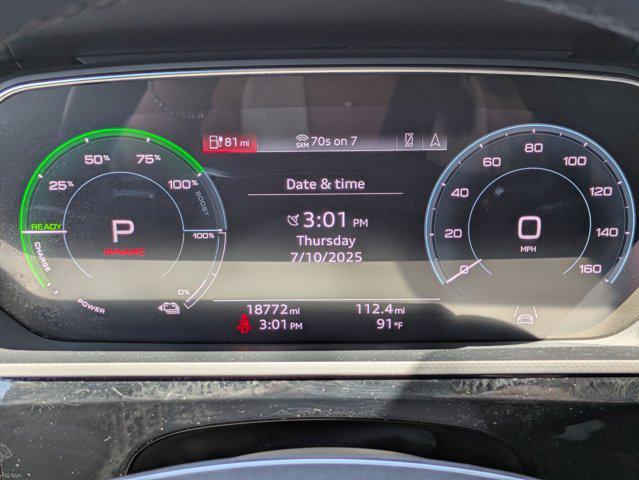 81 mi
SXM 70s on 7
Date & time
3:01 PM
Thursday
7/10/2025
18772 mi
112.4 mi
3:01 PM
91°F
25%
50%
75%
100%
BOOST
READY
CHARGE
P
DYNAMIC
100%
0%
POWER
0
20
40
60
80
100
120
140
160
0
MPH